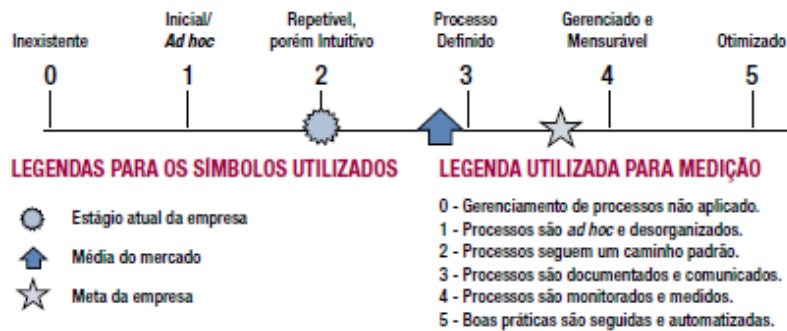 Inexistente
Inicial/
Ad hoc
Repetível,
porém Intuitivo
Processo
Definido
Gerenciado e
Mensurável
Otimizado
0 1 2 3 4 5
LEGENDAS PARA OS SÍMBOLOS UTILIZADOS
Estágio atual da empresa
Média do mercado
Meta da empresa
LEGENDA UTILIZADA PARA MEDIÇÃO
0 - Gerenciamento de processos não aplicado.
1 - Processos são ad hoc e desorganizados.
2 - Processos seguem um caminho padrão.
3 - Processos são documentados e comunicados.
4 - Processos são monitorados e medidos.
5 - Boas práticas são seguidas e automatizadas.